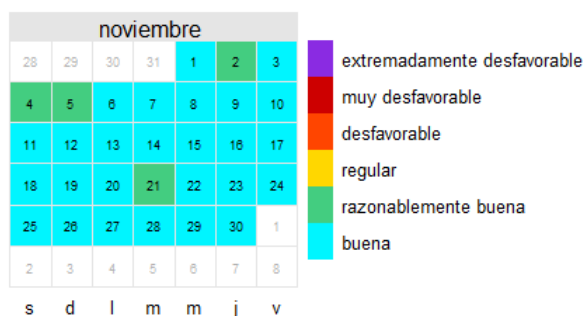 noviembre
28 29 30 31 1 2 3
4 5 6 7 8 9 10
11 12 13 14 15 16 17
18 19 20 21 22 23 24
25 26 27 28 29 30 1
2 3 4 5 6 7 8
s d l m m j v
extremadamente desfavorable
muy desfavorable
desfavorable
regular
razonablemente buena
buena